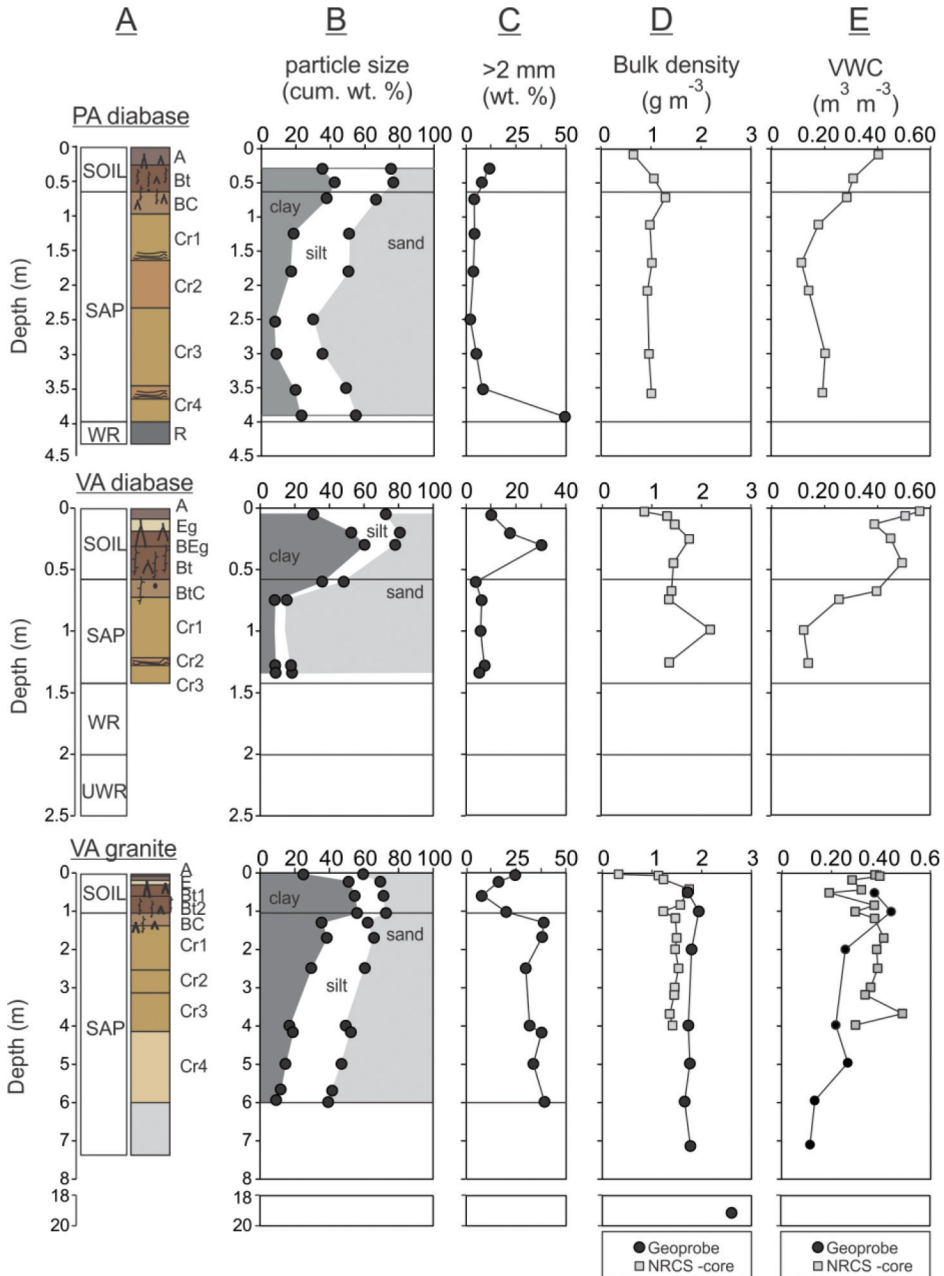 A B C D E
particle size >2 mm Bulk density VWC
(cum. wt. %) (wt. %) (g m⁻³) (m³ m⁻³)
PA diabase
0 20 40 60 80 100 0 50 0 1 2 3 0 0.20 0.40 0.60
Depth (m)
0
0.5
1
1.5
2
2.5
3
3.5
4
4.5
SOIL
SAP
WR
A
Bt
BC
Cr1
Cr2
Cr3
Cr4
R
clay
silt
sand
VA diabase
0 20 40 60 80 100 0 20 40 0 1 2 3 0 0.20 0.40 0.60
Depth (m)
0
0.5
1
1.5
2
2.5
SOIL
SAP
WR
UWR
A
Eg
BEg
Bt
BtC
Cr1
Cr2
Cr3
clay
silt
sand
VA granite
0 20 40 60 80 100 0 25 50 0 1 2 3 0 0.20 0.40 0.6
Depth (m)
0
1
2
3
4
5
6
7
8
18
20
SOIL
SAP
A
E
Bt1
Bt2
BC
Cr1
Cr2
Cr3
Cr4
clay
silt
sand
Geoprobe
NRCS -core
Geoprobe
NRCS -core